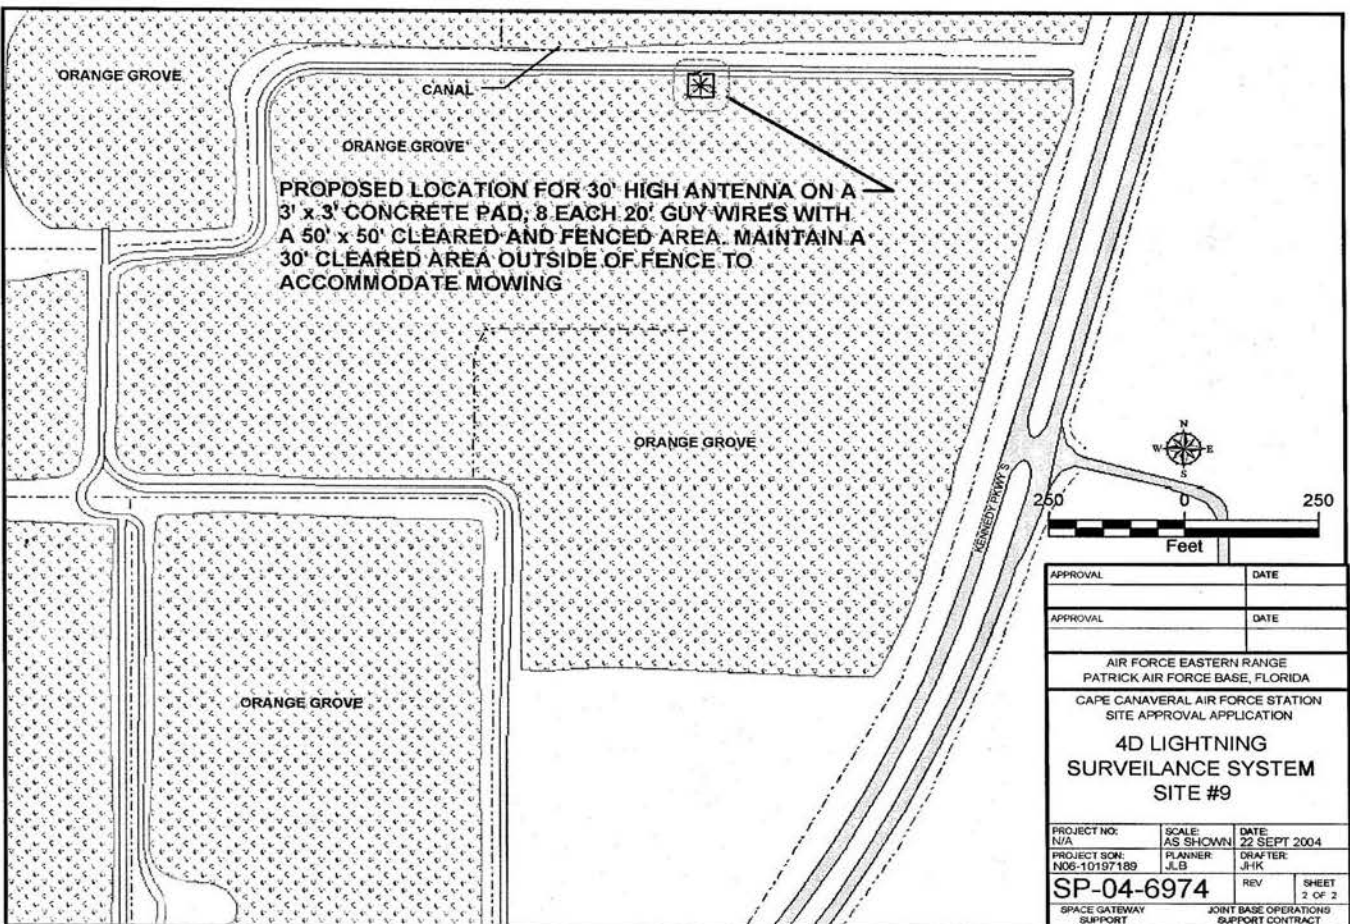 ORANGE GROVE
CANAL
ORANGE GROVE
PROPOSED LOCATION FOR 30' HIGH ANTENNA ON A
3' x 3' CONCRETE PAD, 8 EACH 20' GUY WIRES WITH
A 50' x 50' CLEARED AND FENCED AREA. MAINTAIN A
30' CLEARED AREA OUTSIDE OF FENCE TO
ACCOMMODATE MOWING
ORANGE GROVE
KENNEDY PKWY S
N
W E
S
250 0 250
Feet
ORANGE GROVE
APPROVAL DATE
APPROVAL DATE
AIR FORCE EASTERN RANGE
PATRICK AIR FORCE BASE, FLORIDA
CAPE CANAVERAL AIR FORCE STATION
SITE APPROVAL APPLICATION
4D LIGHTNING
SURVEILANCE SYSTEM
SITE #9
PROJECT NO: SCALE: DATE:
N/A AS SHOWN 22 SEPT 2004
PROJECT SON: PLANNER: DRAFTER:
N06-10197189 JLB JHK
SP-04-6974 REV SHEET
2 OF 2
SPACE GATEWAY JOINT BASE OPERATIONS
SUPPORT SUPPORT CONTRACT